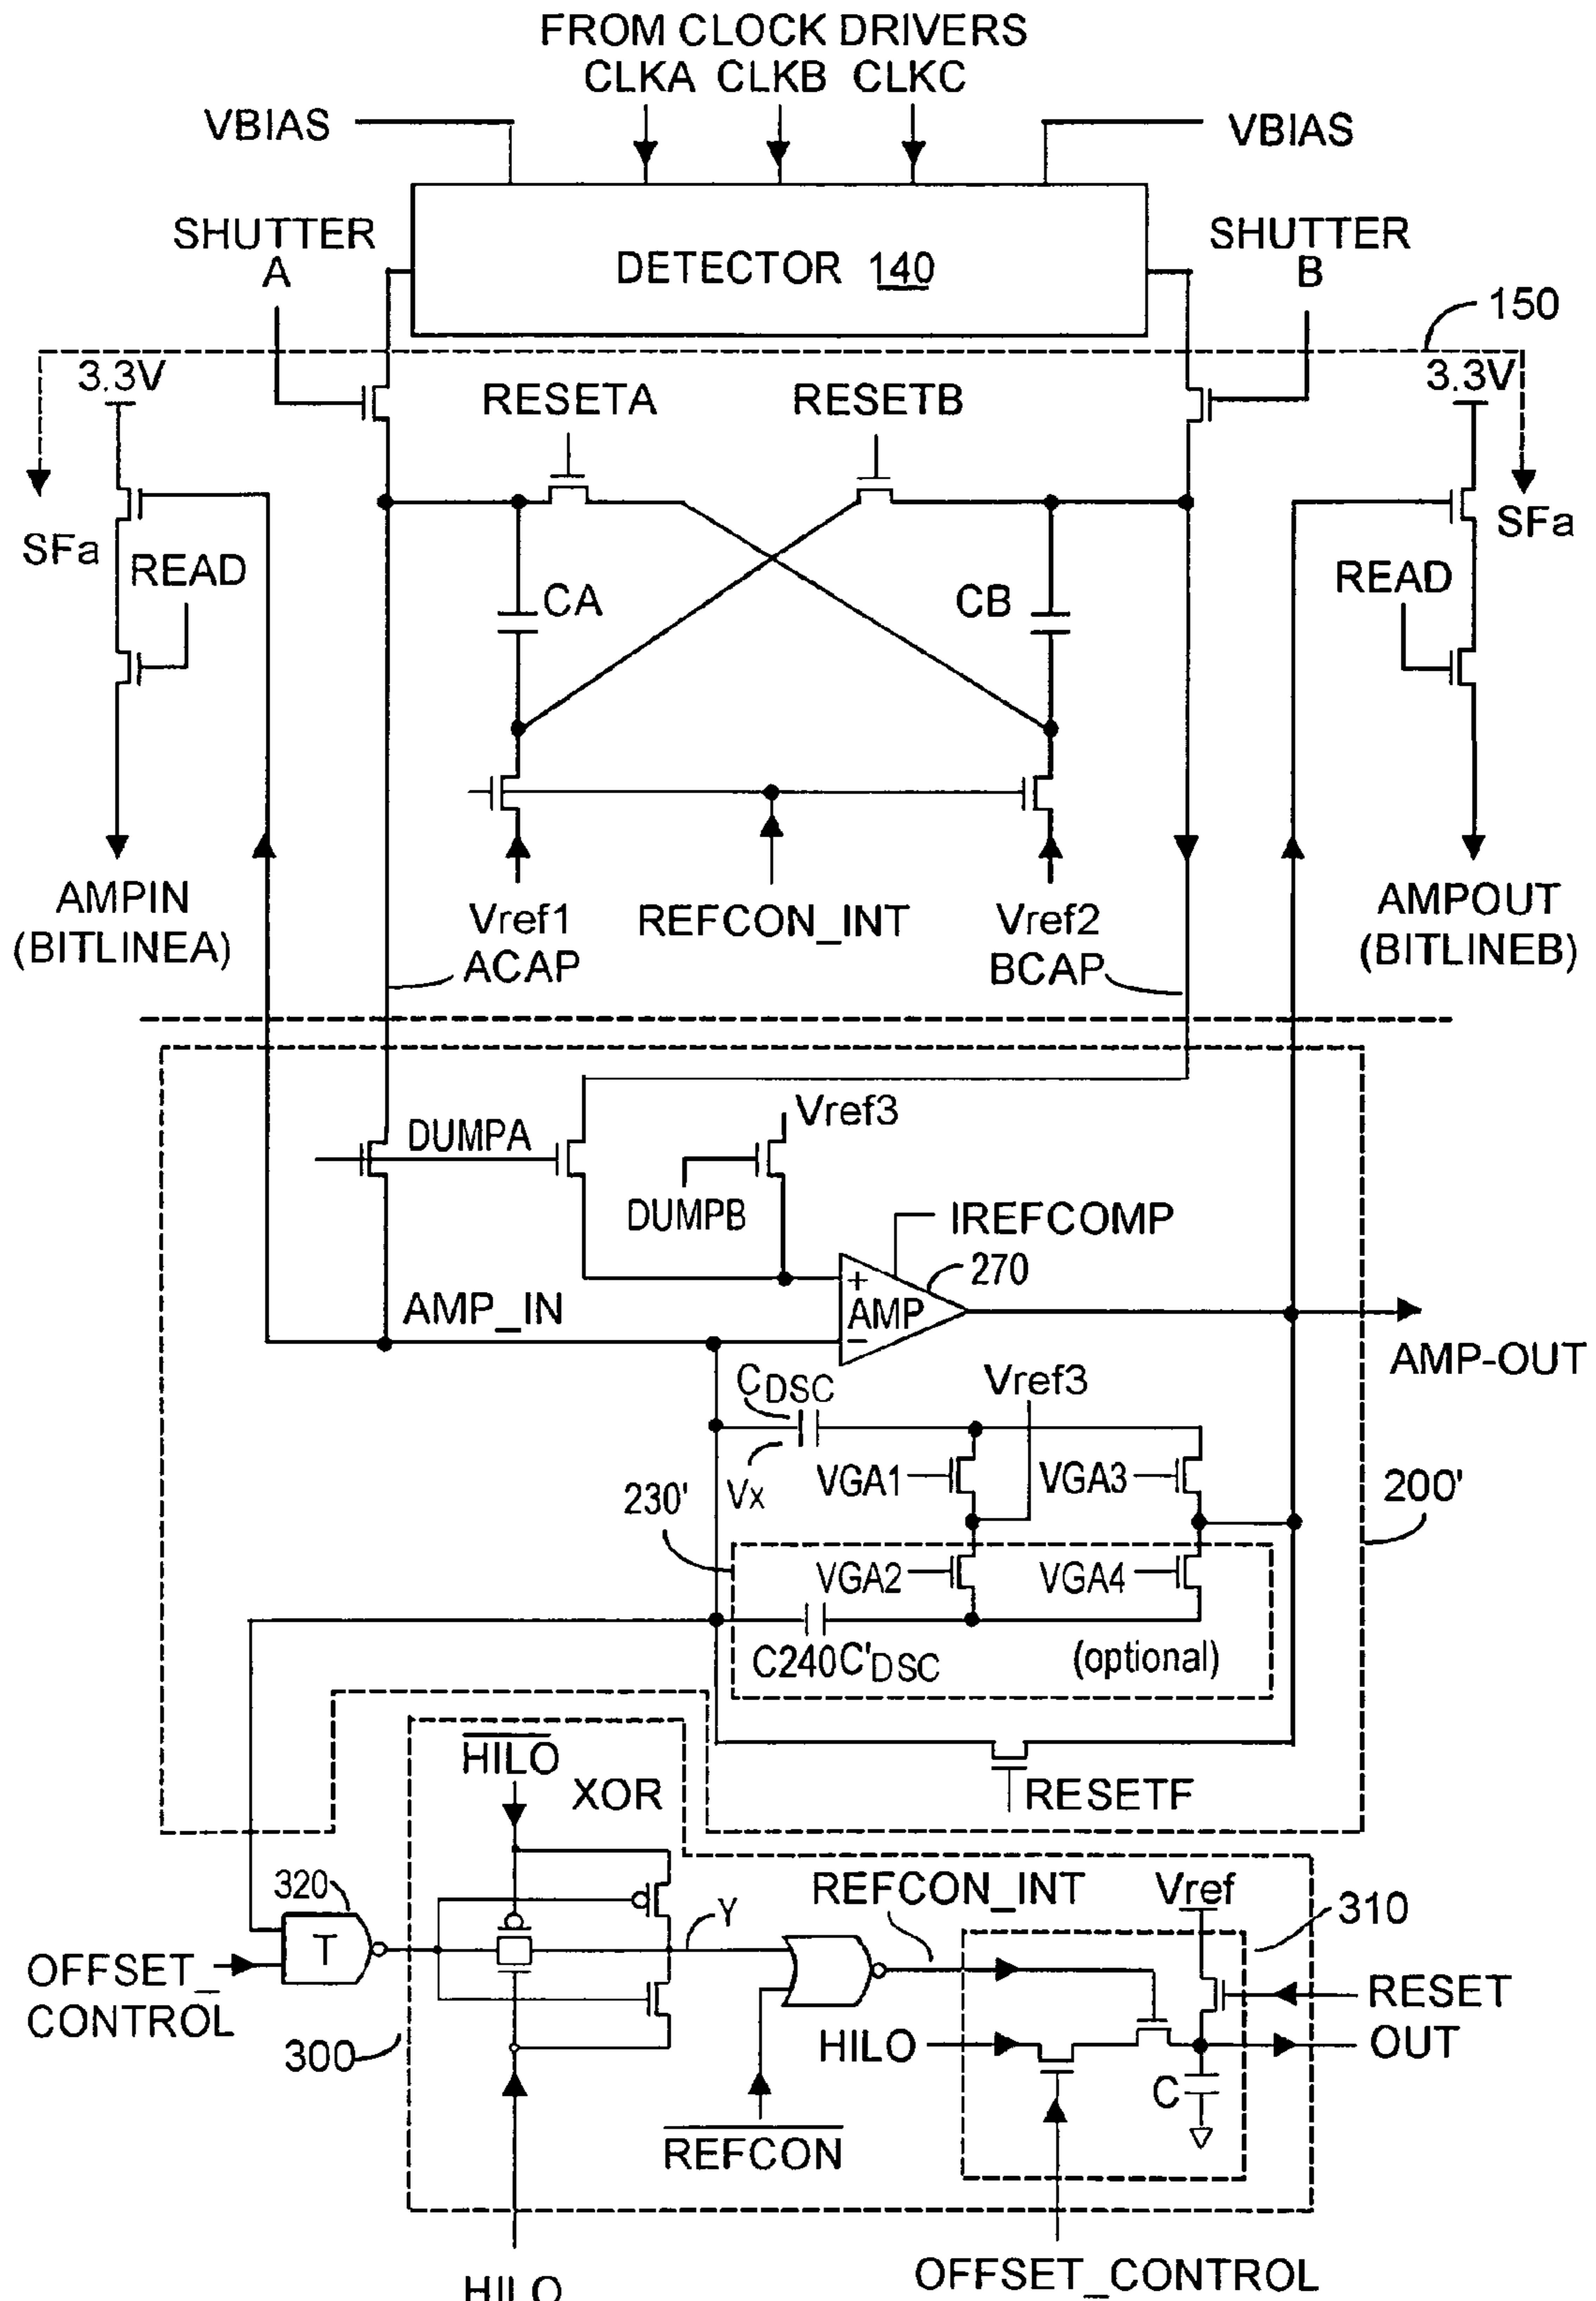 FROM CLOCK DRIVERS
CLKA CLKB CLKC
VBIAS
VBIAS
SHUTTER
A
DETECTOR 140
SHUTTER
B
150
3.3V
3.3V
RESETA
RESETB
SFa
SFa
READ
READ
CA
CB
AMPIN
(BITLINEA)
Vref1
ACAP
REFCON_INT
Vref2
BCAP
AMPOUT
(BITLINEB)
DUMPA
Vref3
DUMPB
IREFCOMP
270
AMP_IN
+
AMP
−
AMP-OUT
CDSC
Vref3
Vx
VGA1
VGA3
230'
200'
VGA2
VGA4
C240C'DSC
(optional)
HILO
XOR
RESETF
320
T
OFFSET_
CONTROL
300
Y
REFCON_INT
Vref
310
RESET
HILO
OUT
C
REFCON
HILO
OFFSET_CONTROL